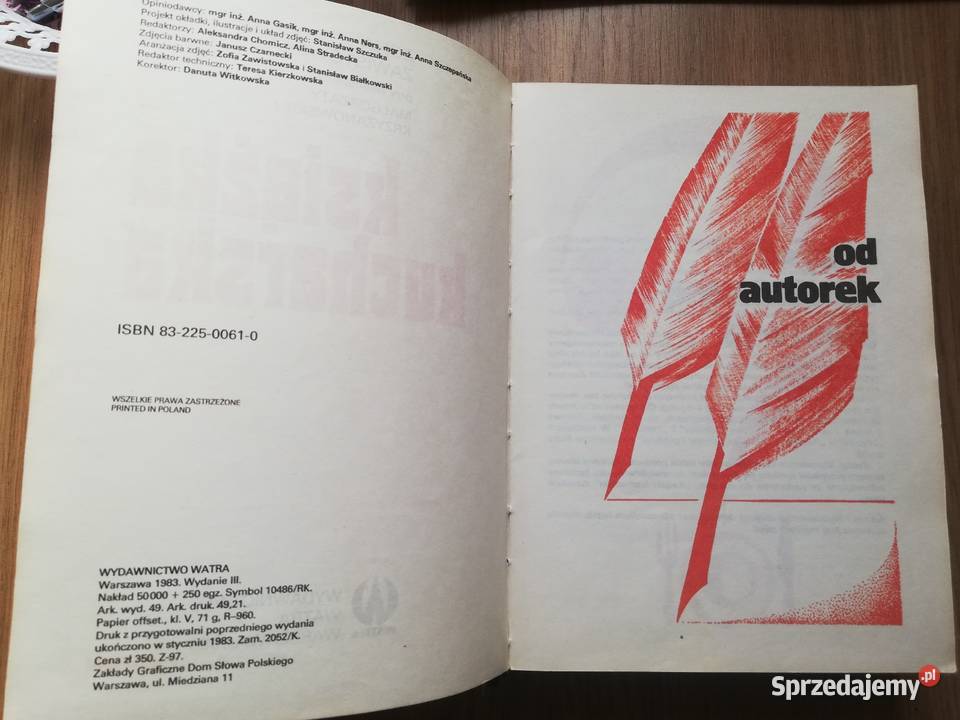 Opiniodawcy: mgr inż. Anna Gasik, mgr inż. Anna Ners, mgr inż. Anna Szczepańska
Projekt okładki, ilustracje i układ zdjęć: Stanisław Szczuka
Redaktorzy: Aleksandra Chomicz, Alina Stradecka
Zdjęcia barwne: Janusz Czarnecki
Aranżacja zdjęć: Zofia Zawistowska i Stanisław Białkowski
Redaktor techniczny: Teresa Kierzkowska
Korektor: Danuta Witkowska
ISBN 83-225-0061-0
WSZELKIE PRAWA ZASTRZEŻONE
PRINTED IN POLAND
WYDAWNICTWO WATRA
Warszawa 1983. Wydanie III.
Nakład 50 000 + 250 egz. Symbol 10486/RK.
Ark. wyd. 49. Ark. druk. 49,21.
Papier offset., kl. V, 71 g, R–960.
Druk z przygotowalni poprzedniego wydania
ukończono w styczniu 1983. Zam. 2052/K.
Cena zł 350. Z-97.
Zakłady Graficzne Dom Słowa Polskiego
Warszawa, ul. Miedziana 11
od
autorek
Sprzedajemy.pl